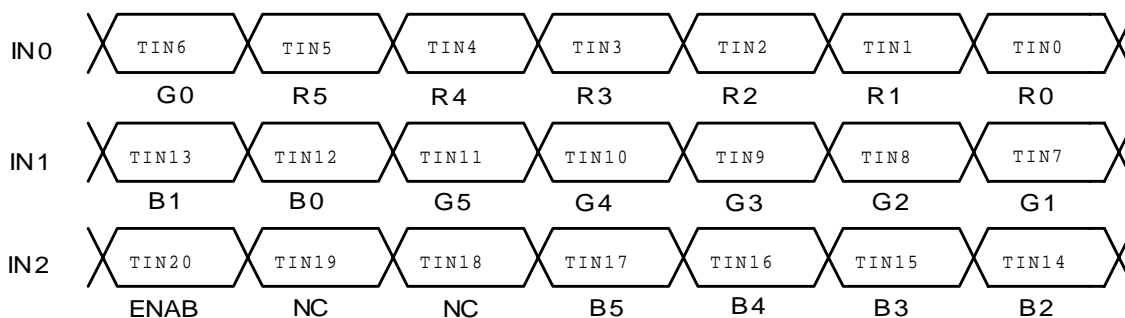 IN0 TIN6 TIN5 TIN4 TIN3 TIN2 TIN1 TIN0
G0 R5 R4 R3 R2 R1 R0
IN1 TIN13 TIN12 TIN11 TIN10 TIN9 TIN8 TIN7
B1 B0 G5 G4 G3 G2 G1
IN2 TIN20 TIN19 TIN18 TIN17 TIN16 TIN15 TIN14
ENAB NC NC B5 B4 B3 B2